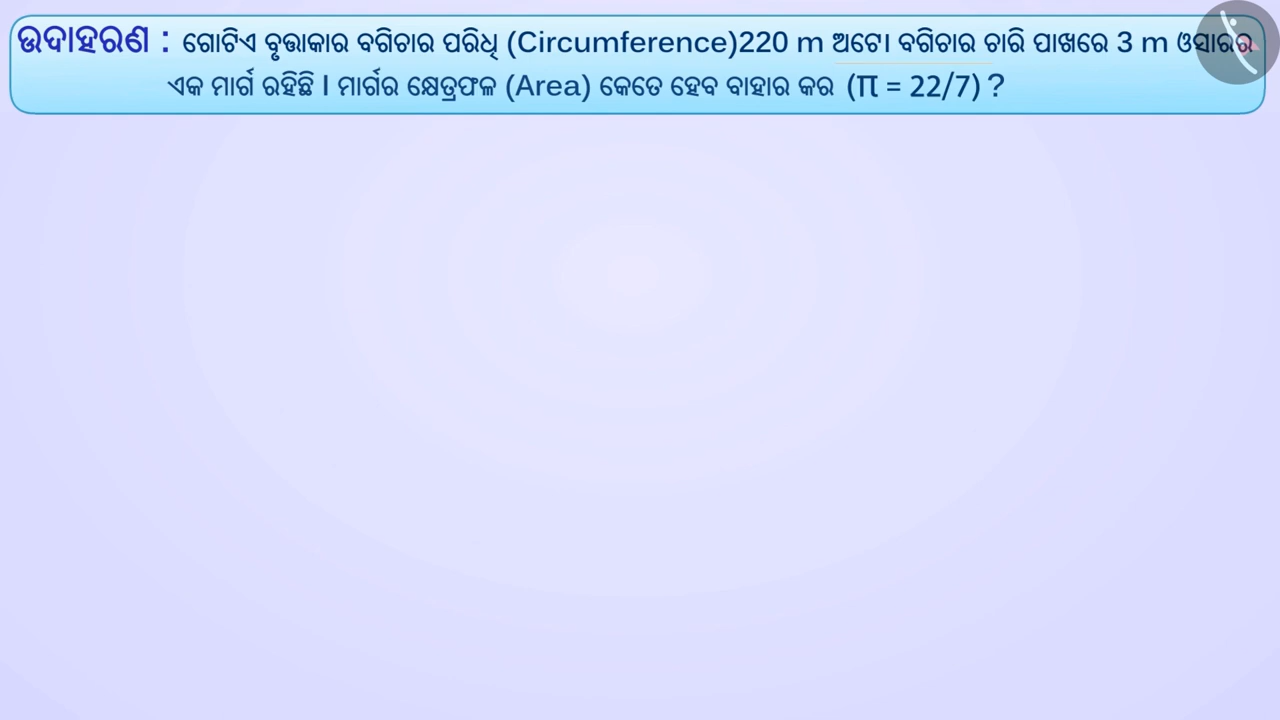 ଉଦାହରଣ : ଗୋଟିଏ ବୃତ୍ତାକାର ବଗିଚାର ପରିଧି (Circumference)220 m ଅଟେ। ବଗିଚାର ଚାରି ପାଖରେ 3 m ଓସାରର
ଏକ ମାର୍ଗ ରହିଛି । ମାର୍ଗର କ୍ଷେତ୍ରଫଳ (Area) କେତେ ହେବ ବାହାର କର (π = 22/7) ?